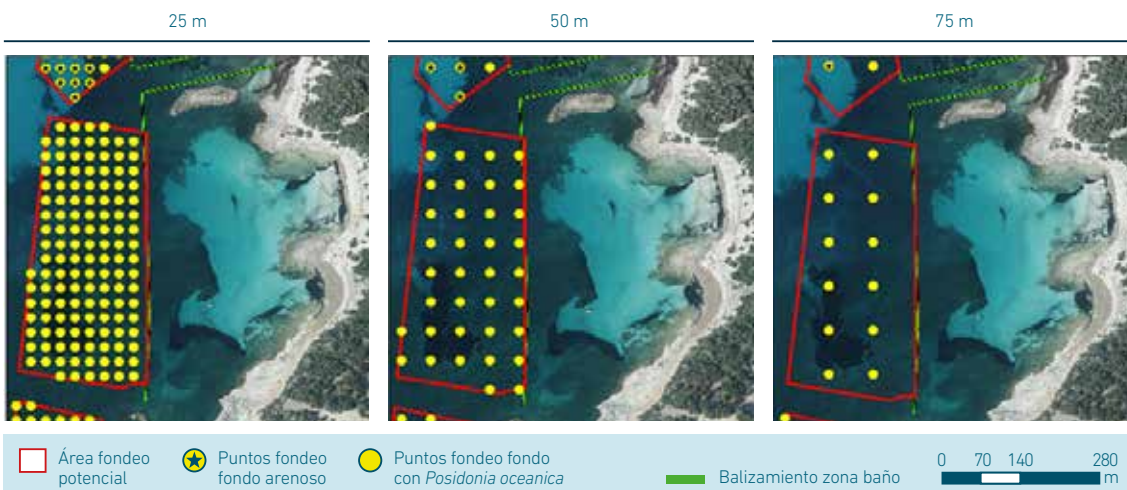 25 m
50 m
75 m
Área fondeo
potencial
Puntos fondeo
fondo arenoso
Puntos fondeo fondo
con Posidonia oceanica
Balizamiento zona baño
0 70 140 280
m